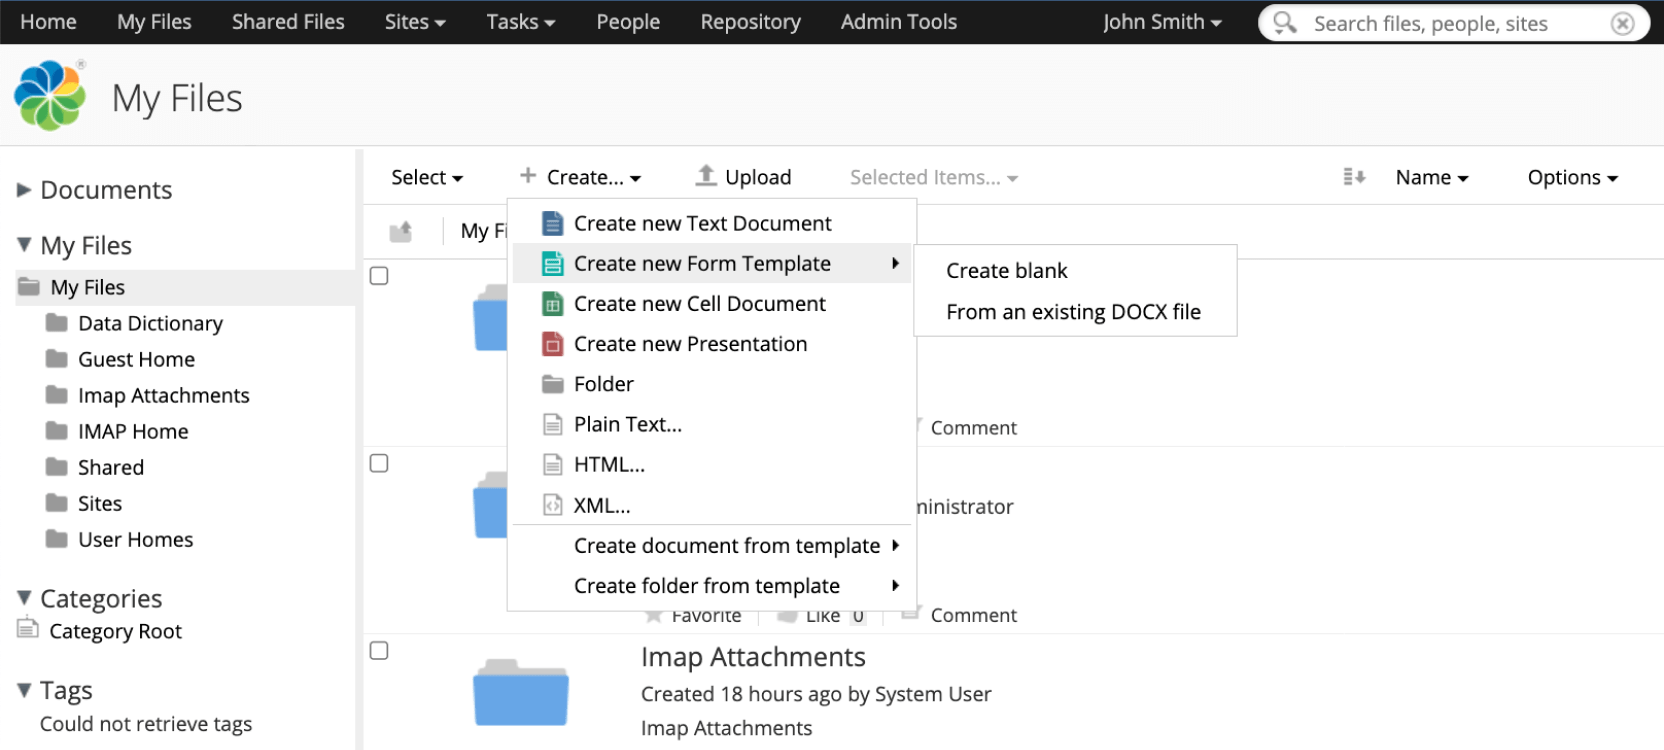 Home My Files Shared Files Sites Tasks People Repository Admin Tools John Smith Search files, people, sites
®
My Files
Documents
My Files
My Files
Data Dictionary
Guest Home
Imap Attachments
IMAP Home
Shared
Sites
User Homes
Categories
Category Root
Tags
Could not retrieve tags
Select Create... Upload Selected Items... Name Options
My Fi
Create new Text Document
Create new Form Template
Create new Cell Document
Create new Presentation
Folder
Plain Text...
HTML...
XML...
Create document from template
Create folder from template
Create blank
From an existing DOCX file
Comment
ministrator
Favorite Like 0 Comment
Imap Attachments
Created 18 hours ago by System User
Imap Attachments